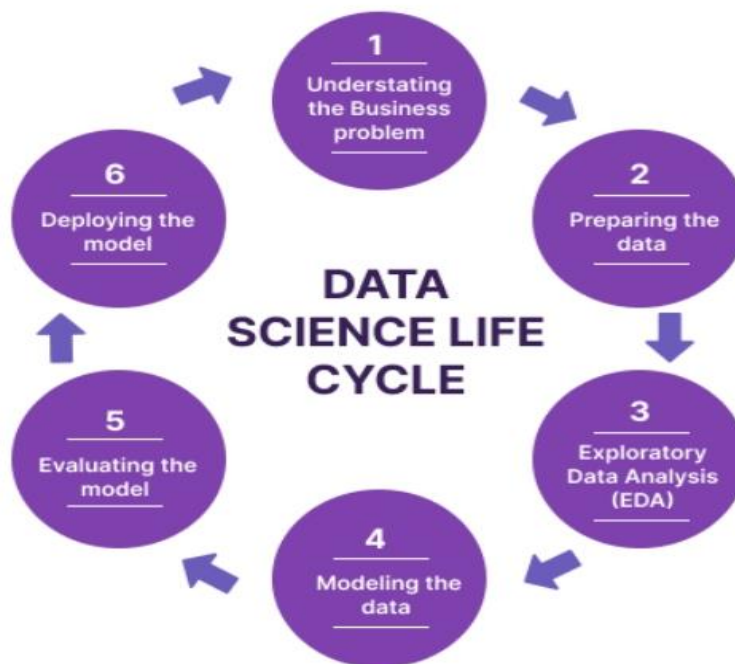 1
Understating
the Business
problem
2
Preparing the
data
3
Exploratory
Data Analysis
(EDA)
4
Modeling the
data
5
Evaluating the
model
6
Deploying the
model
DATA
SCIENCE LIFE
CYCLE